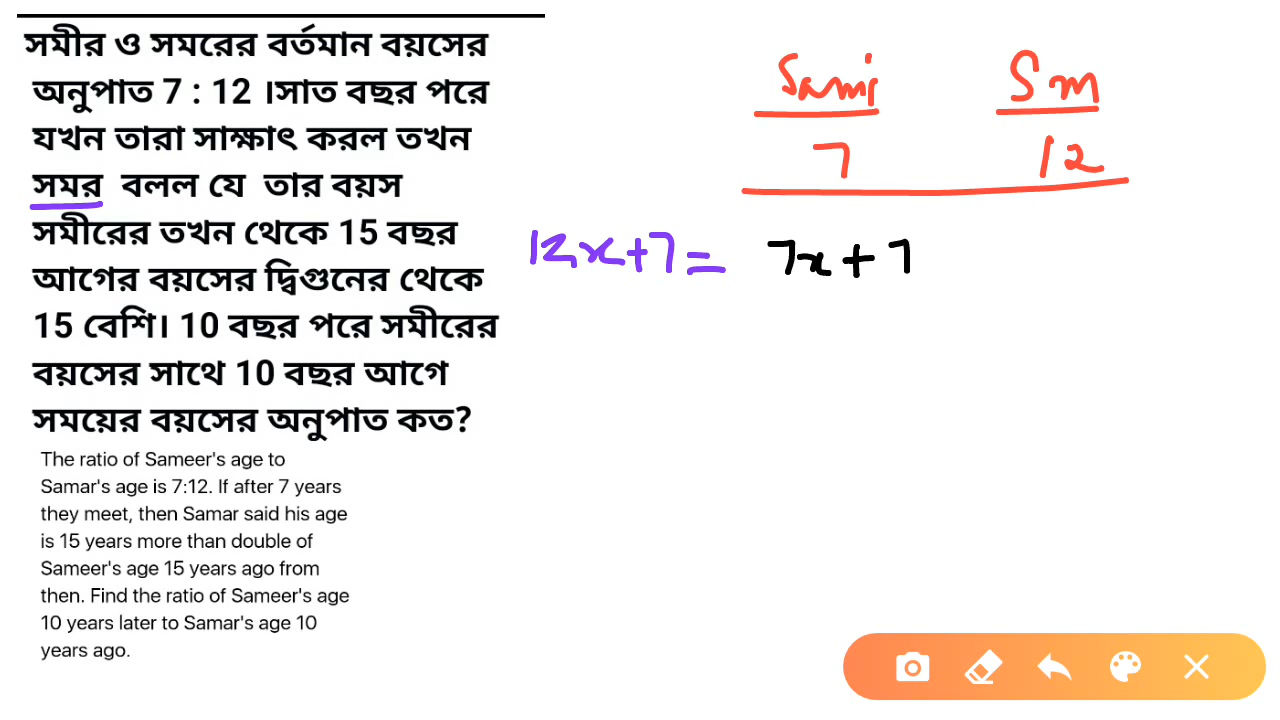 সমীর ও সমরের বর্তমান বয়সের
অনুপাত 7 : 12 ।সাত বছর পরে
যখন তারা সাক্ষাৎ করল তখন
সমর বলল যে তার বয়স
সমীরের তখন থেকে 15 বছর
আগের বয়সের দ্বিগুনের থেকে
15 বেশি। 10 বছর পরে সমীরের
বয়সের সাথে 10 বছর আগে
সময়ের বয়সের অনুপাত কত?
The ratio of Sameer's age to
Samar's age is 7:12. If after 7 years
they meet, then Samar said his age
is 15 years more than double of
Sameer's age 15 years ago from
then. Find the ratio of Sameer's age
10 years later to Samar's age 10
years ago.
Sami Sm
7 12
12x+7= 7x+7